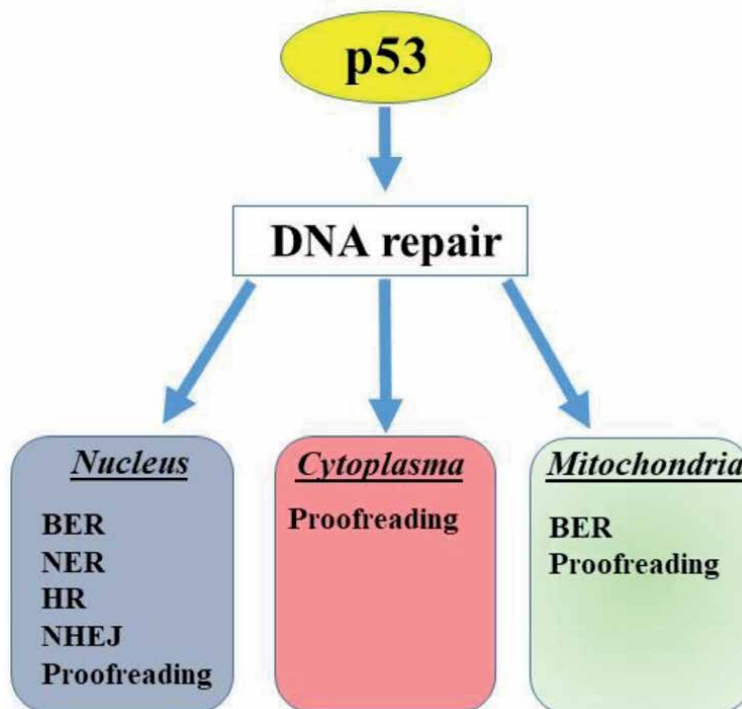 p53
DNA repair
Nucleus
BER
NER
HR
NHEJ
Proofreading
Cytoplasma
Proofreading
Mitochondria
BER
Proofreading